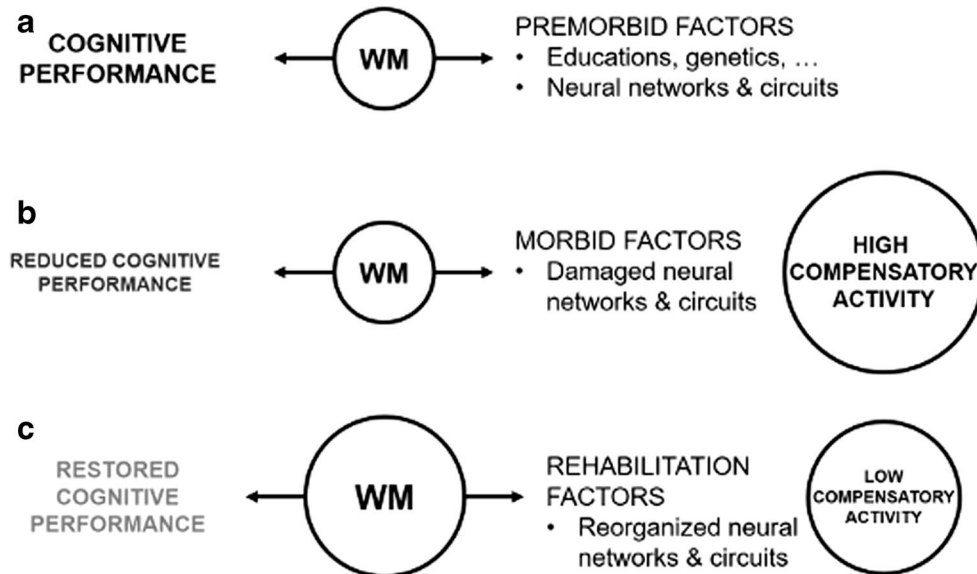 a
COGNITIVE
PERFORMANCE
WM
PREMORBID FACTORS
• Educations, genetics, …
• Neural networks & circuits
b
REDUCED COGNITIVE
PERFORMANCE
WM
MORBID FACTORS
• Damaged neural
networks & circuits
HIGH
COMPENSATORY
ACTIVITY
c
RESTORED
COGNITIVE
PERFORMANCE
WM
REHABILITATION
FACTORS
• Reorganized neural
networks & circuits
LOW
COMPENSATORY
ACTIVITY